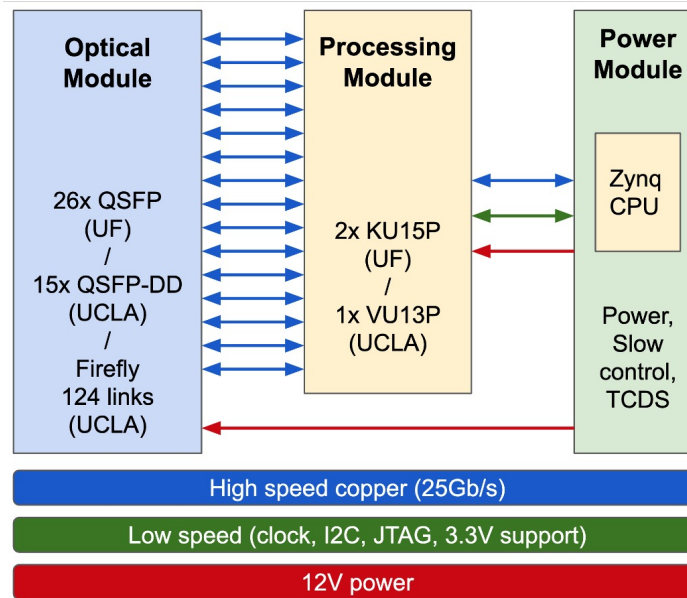 Optical
Module
26x QSFP
(UF)
/
15x QSFP-DD
(UCLA)
/
Firefly
124 links
(UCLA)
Processing
Module
2x KU15P
(UF)
/
1x VU13P
(UCLA)
Power
Module
Zynq
CPU
Power,
Slow
control,
TCDS
High speed copper (25Gb/s)
Low speed (clock, I2C, JTAG, 3.3V support)
12V power